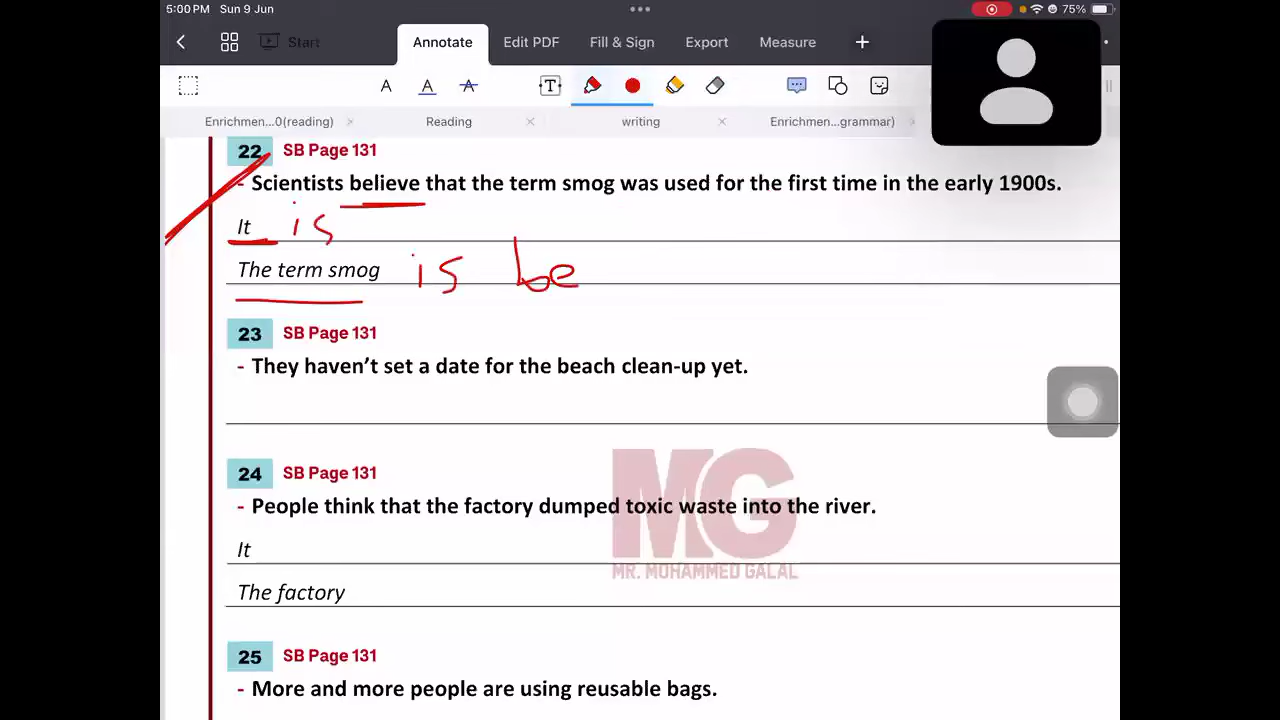 5:00 PM Sun 9 Jun
75%
Start
Annotate Edit PDF Fill & Sign Export Measure
A A A T
Enrichmen...0(reading) × Reading × writing × Enrichmen...grammar)
22 SB Page 131
- Scientists believe that the term smog was used for the first time in the early 1900s.
It is
The term smog is be
23 SB Page 131
- They haven't set a date for the beach clean-up yet.
24 SB Page 131
- People think that the factory dumped toxic waste into the river.
It
The factory
MG
MR. MOHAMMED GALAL
25 SB Page 131
- More and more people are using reusable bags.